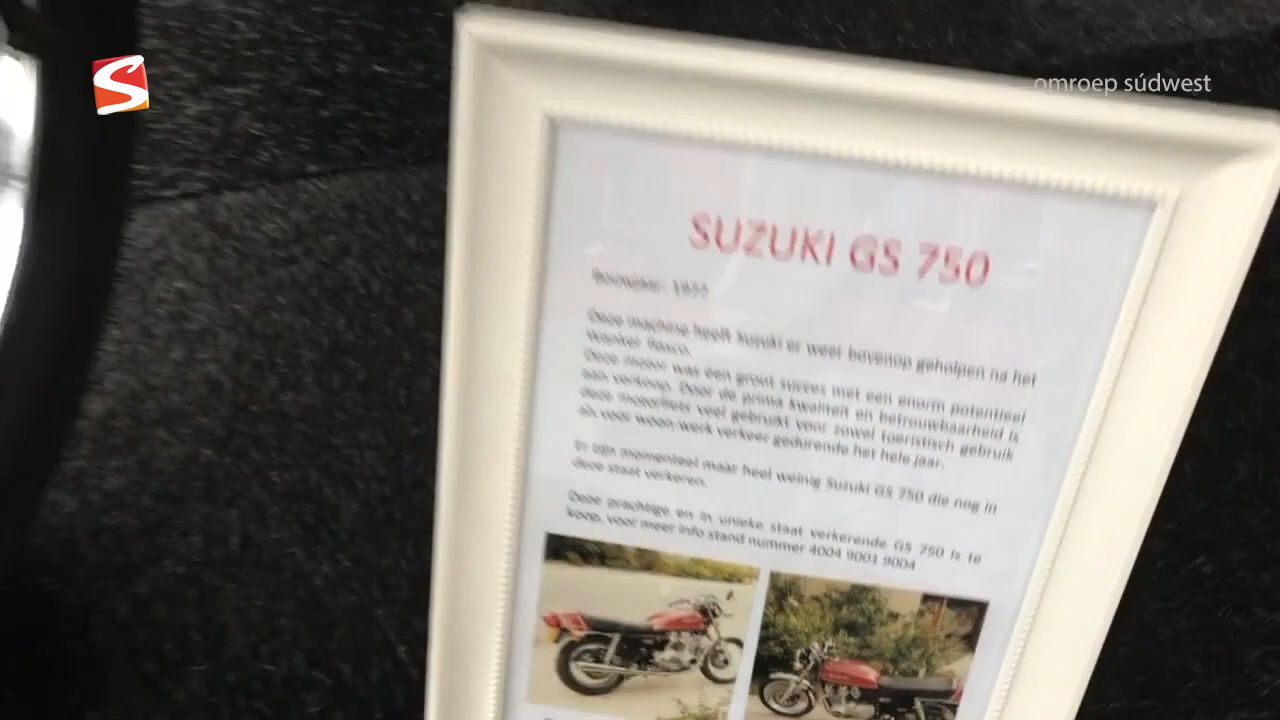 omroep súdwest
SUZUKI GS 750
Bouwjaar: 1977
Deze machine heeft Suzuki er weer bovenop geholpen na het
Wankel fiasco.
Deze motor was een groot succes met een enorm potentieel
aan verkoop. Door de prima kwaliteit en betrouwbaarheid is
deze motorfiets veel gebruikt voor zowel toeristisch gebruik
als voor woon-werk verkeer gedurende het hele jaar.
Er zijn momenteel maar heel weinig Suzuki GS 750 die nog in
deze staat verkeren.
Deze prachtige en in unieke staat verkerende GS 750 is te
koop, voor meer info stand nummer 4004 9001 9004